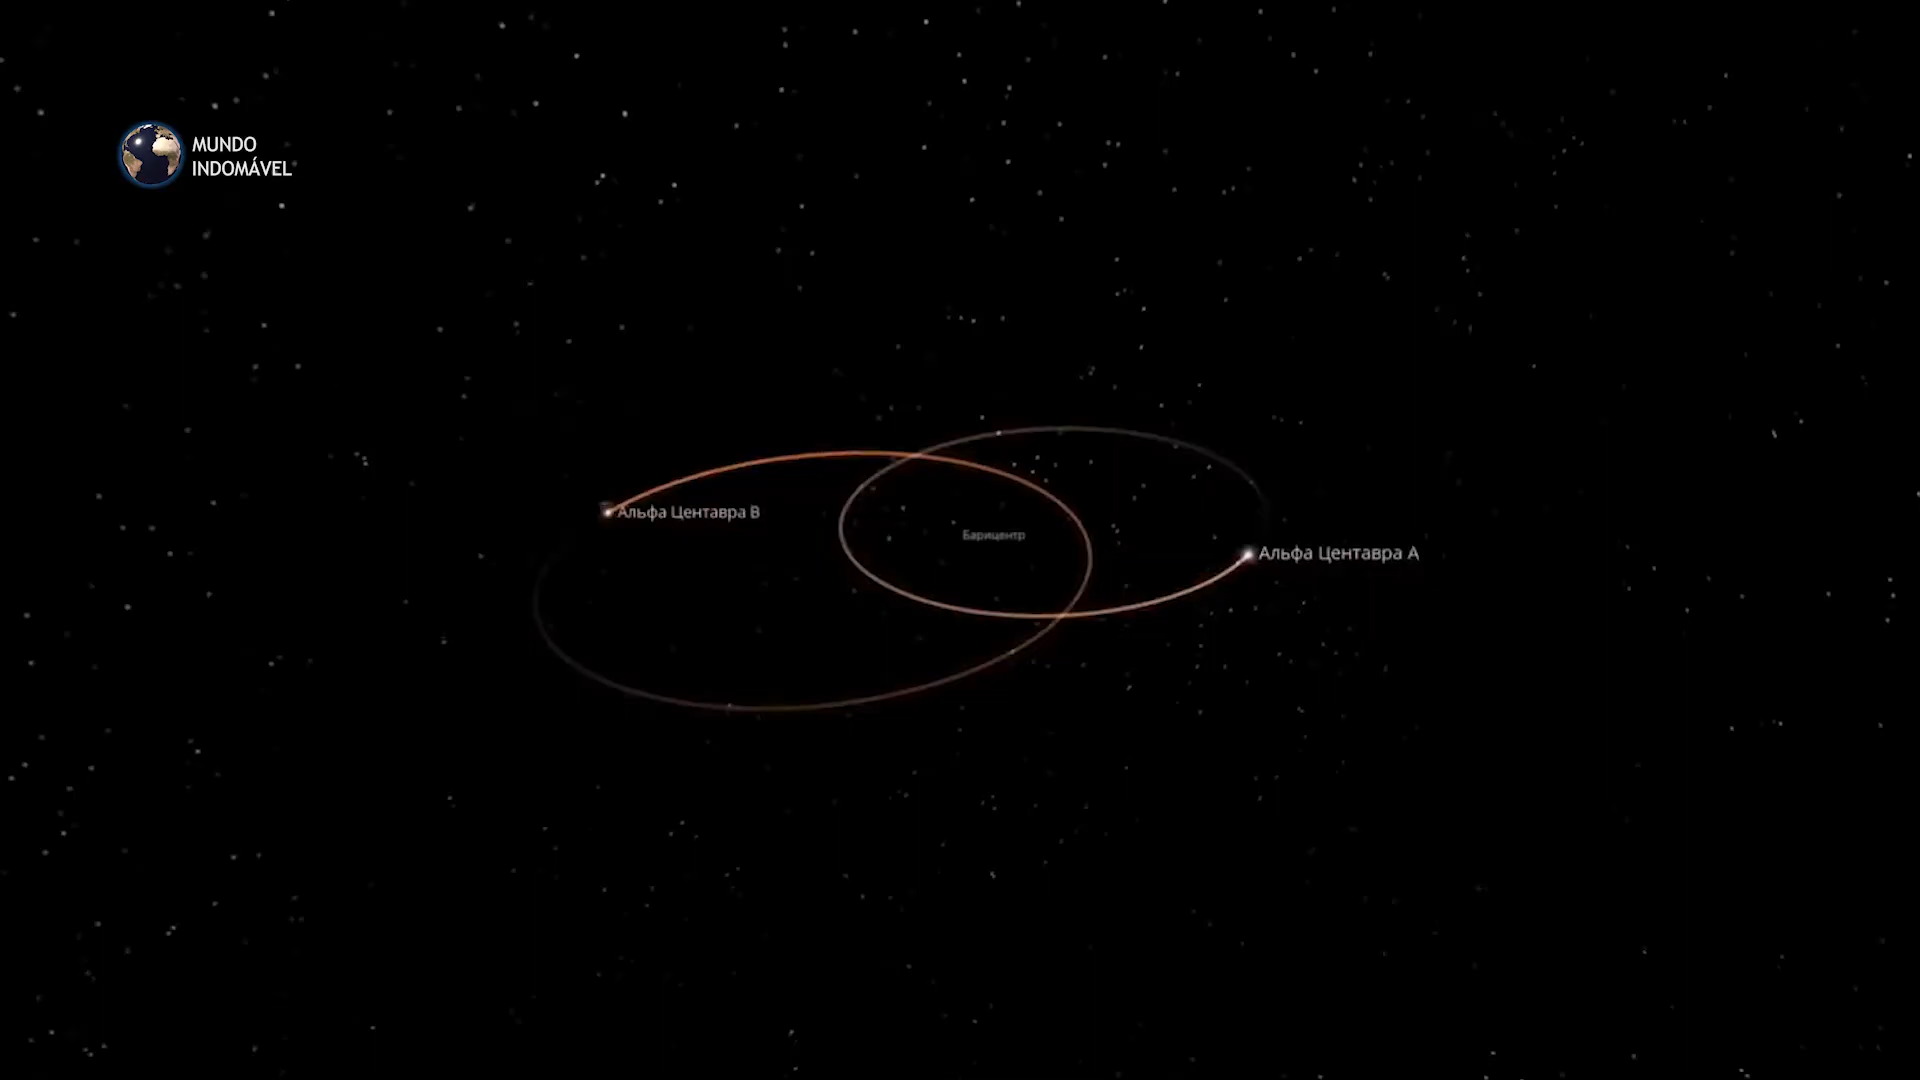 MUNDO
INDOMÁVEL
Альфа Центавра B
Барицентр
Альфа Центавра А